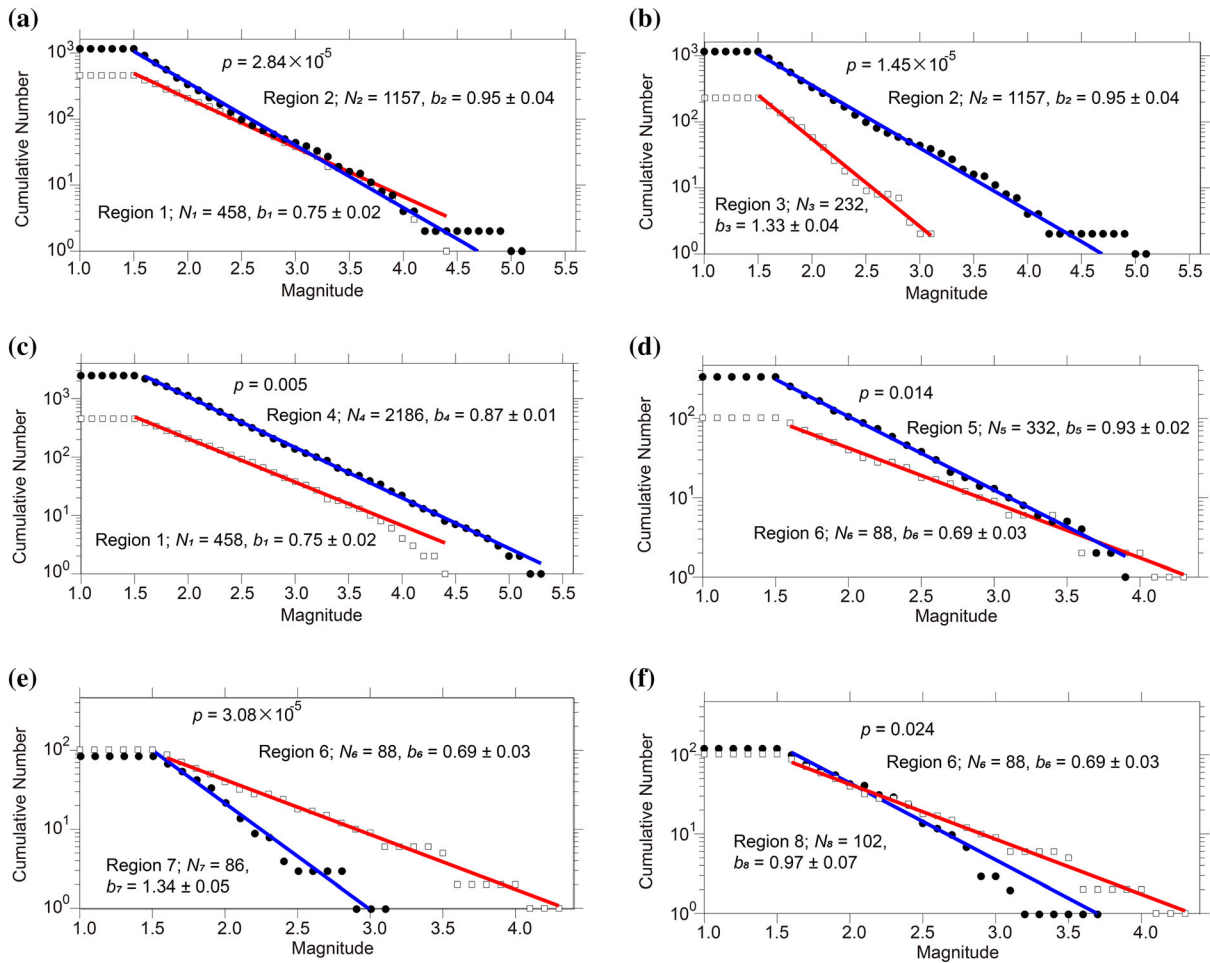 (a)
10³
10²
10¹
10⁰
Cumulative Number
p = 2.84×10⁻⁵
Region 2; N₂ = 1157, b₂ = 0.95 ± 0.04
Region 1; N₁ = 458, b₁ = 0.75 ± 0.02
1.0 1.5 2.0 2.5 3.0 3.5 4.0 4.5 5.0 5.5
Magnitude
(b)
10³
10²
10¹
10⁰
Cumulative Number
p = 1.45×10⁻⁵
Region 2; N₂ = 1157, b₂ = 0.95 ± 0.04
Region 3; N₃ = 232,
b₃ = 1.33 ± 0.04
1.0 1.5 2.0 2.5 3.0 3.5 4.0 4.5 5.0 5.5
Magnitude
(c)
10³
10²
10¹
10⁰
Cumulative Number
p = 0.005
Region 4; N₄ = 2186, b₄ = 0.87 ± 0.01
Region 1; N₁ = 458, b₁ = 0.75 ± 0.02
1.0 1.5 2.0 2.5 3.0 3.5 4.0 4.5 5.0 5.5
Magnitude
(d)
10²
10¹
10⁰
Cumulative Number
p = 0.014
Region 5; N₅ = 332, b₅ = 0.93 ± 0.02
Region 6; N₆ = 88, b₆ = 0.69 ± 0.03
1.0 1.5 2.0 2.5 3.0 3.5 4.0
Magnitude
(e)
10²
10¹
10⁰
Cumulative Number
p = 3.08×10⁻⁵
Region 6; N₆ = 88, b₆ = 0.69 ± 0.03
Region 7; N₇ = 86,
b₇ = 1.34 ± 0.05
1.0 1.5 2.0 2.5 3.0 3.5 4.0
Magnitude
(f)
10²
10¹
10⁰
Cumulative Number
p = 0.024
Region 6; N₆ = 88, b₆ = 0.69 ± 0.03
Region 8; N₈ = 102,
b₈ = 0.97 ± 0.07
1.0 1.5 2.0 2.5 3.0 3.5 4.0
Magnitude